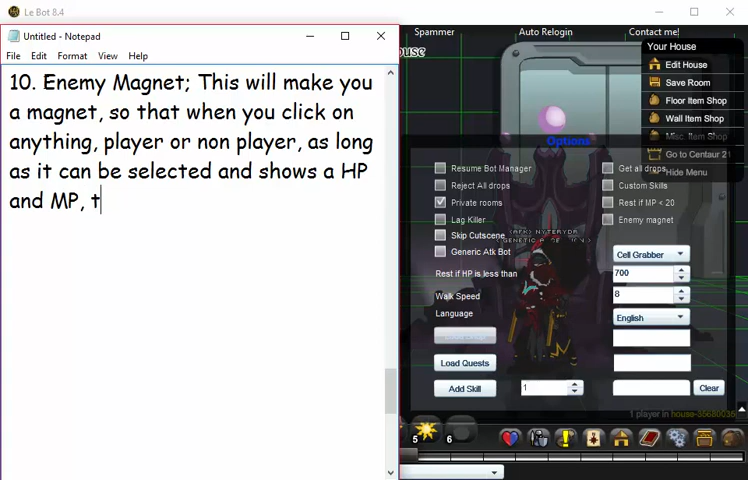 Le Bot 8.4
Untitled - Notepad
File Edit Format View Help
10. Enemy Magnet; This will make you
a magnet, so that when you click on
anything, player or non player, as long
as it can be selected and shows a HP
and MP, t
Spammer Auto Relogin Contact me!
Your House
Edit House
Save Room
Floor Item Shop
Wall Item Shop
Misc. Item Shop
Go to Centaur 21
Hide Menu
Options
Resume Bot Manager Get all drops
Reject All drops Custom Skills
Private rooms Rest if MP < 20
Lag Killer Enemy magnet
Skip Cutscene
Generic Atk Bot Cell Grabber
Rest if HP is less than 700
Walk Speed 8
Language English
Load Quests
Add Skill 1 Clear
1 player in house-35680036
5 6